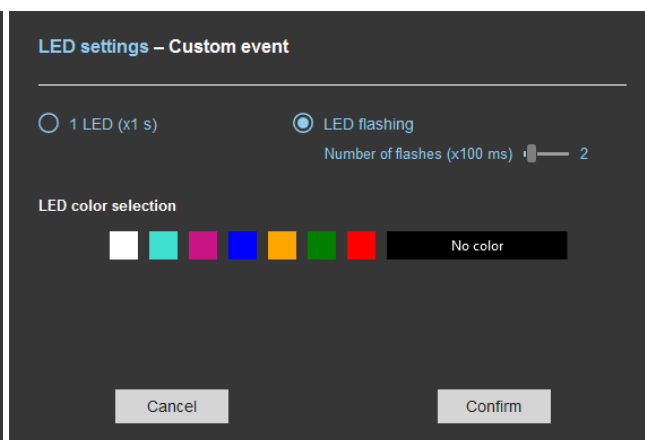 LED settings – Custom event
1 LED (x1 s)
LED flashing
Number of flashes (x100 ms) 2
LED color selection
No color
Cancel
Confirm